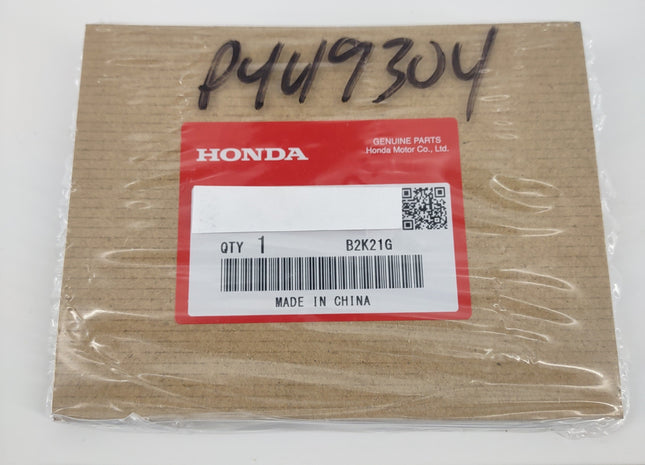 P449304
HONDA
GENUINE PARTS
Honda Motor Co., Ltd.
QTY 1 B2K21G
MADE IN CHINA